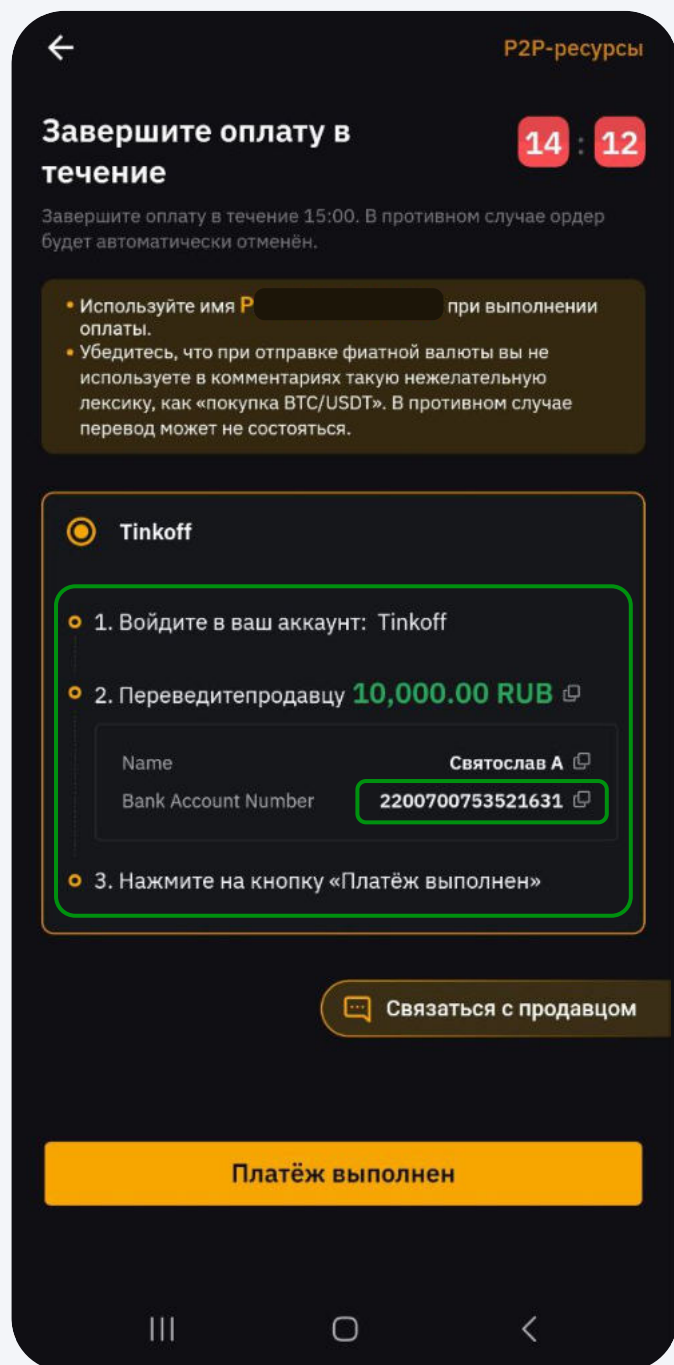 P2P-ресурсы
Завершите оплату в
течение
14 : 12
Завершите оплату в течение 15:00. В противном случае ордер
будет автоматически отменён.
• Используйте имя P при выполнении
оплаты.
• Убедитесь, что при отправке фиатной валюты вы не
используете в комментариях такую нежелательную
лексику, как «покупка BTC/USDT». В противном случае
перевод может не состояться.
Tinkoff
1. Войдите в ваш аккаунт: Tinkoff
2. Переведитепродавцу 10,000.00 RUB
Name Святослав А
Bank Account Number 2200700753521631
3. Нажмите на кнопку «Платёж выполнен»
Связаться с продавцом
Платёж выполнен